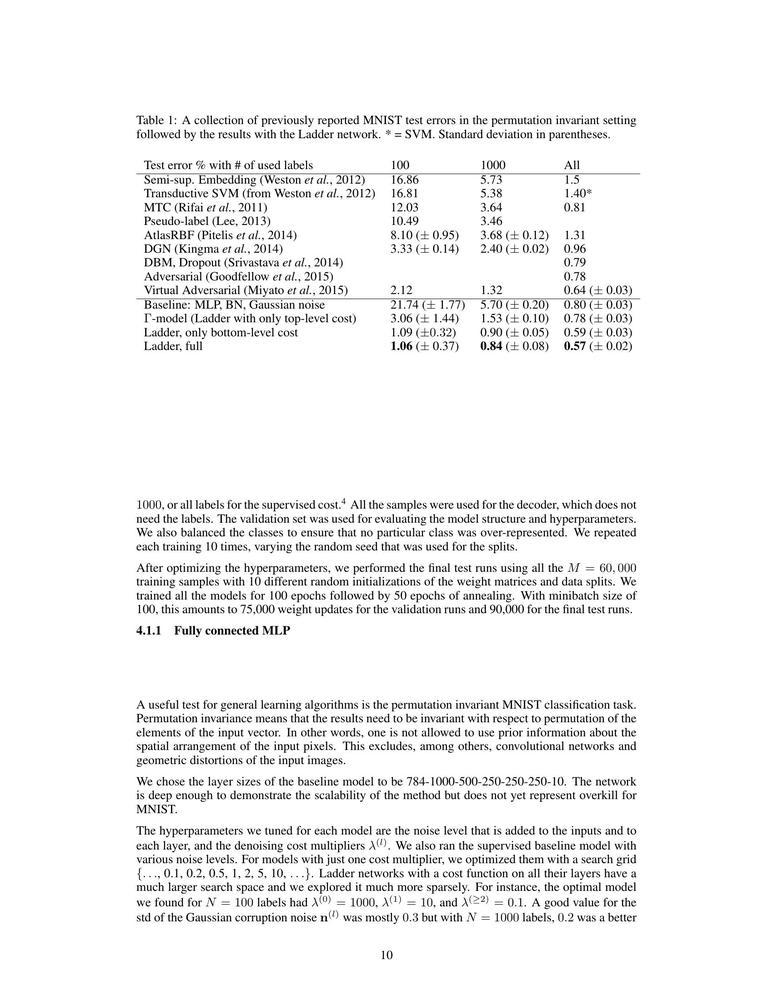 Table 1: A collection of previously reported MNIST test errors in the permutation invariant setting
followed by the results with the Ladder network. * = SVM. Standard deviation in parentheses.
Test error % with # of used labels 100 1000 All
Semi-sup. Embedding (Weston et al., 2012) 16.86 5.73 1.5
Transductive SVM (from Weston et al., 2012) 16.81 5.38 1.40*
MTC (Rifai et al., 2011) 12.03 3.64 0.81
Pseudo-label (Lee, 2013) 10.49 3.46
AtlasRBF (Pitelis et al., 2014) 8.10 (± 0.95) 3.68 (± 0.12) 1.31
DGN (Kingma et al., 2014) 3.33 (± 0.14) 2.40 (± 0.02) 0.96
DBM, Dropout (Srivastava et al., 2014) 0.79
Adversarial (Goodfellow et al., 2015) 0.78
Virtual Adversarial (Miyato et al., 2015) 2.12 1.32 0.64 (± 0.03)
Baseline: MLP, BN, Gaussian noise 21.74 (± 1.77) 5.70 (± 0.20) 0.80 (± 0.03)
Γ-model (Ladder with only top-level cost) 3.06 (± 1.44) 1.53 (± 0.10) 0.78 (± 0.03)
Ladder, only bottom-level cost 1.09 (±0.32) 0.90 (± 0.05) 0.59 (± 0.03)
Ladder, full 1.06 (± 0.37) 0.84 (± 0.08) 0.57 (± 0.02)
1000, or all labels for the supervised cost.⁴ All the samples were used for the decoder, which does not
need the labels. The validation set was used for evaluating the model structure and hyperparameters.
We also balanced the classes to ensure that no particular class was over-represented. We repeated
each training 10 times, varying the random seed that was used for the splits.
After optimizing the hyperparameters, we performed the final test runs using all the M = 60, 000
training samples with 10 different random initializations of the weight matrices and data splits. We
trained all the models for 100 epochs followed by 50 epochs of annealing. With minibatch size of
100, this amounts to 75,000 weight updates for the validation runs and 90,000 for the final test runs.
4.1.1 Fully connected MLP
A useful test for general learning algorithms is the permutation invariant MNIST classification task.
Permutation invariance means that the results need to be invariant with respect to permutation of the
elements of the input vector. In other words, one is not allowed to use prior information about the
spatial arrangement of the input pixels. This excludes, among others, convolutional networks and
geometric distortions of the input images.
We chose the layer sizes of the baseline model to be 784-1000-500-250-250-250-10. The network
is deep enough to demonstrate the scalability of the method but does not yet represent overkill for
MNIST.
The hyperparameters we tuned for each model are the noise level that is added to the inputs and to
each layer, and the denoising cost multipliers λ^(l). We also ran the supervised baseline model with
various noise levels. For models with just one cost multiplier, we optimized them with a search grid
{. . ., 0.1, 0.2, 0.5, 1, 2, 5, 10, . . .}. Ladder networks with a cost function on all their layers have a
much larger search space and we explored it much more sparsely. For instance, the optimal model
we found for N = 100 labels had λ^(0) = 1000, λ^(1) = 10, and λ^(≥2) = 0.1. A good value for the
std of the Gaussian corruption noise n^(l) was mostly 0.3 but with N = 1000 labels, 0.2 was a better
10